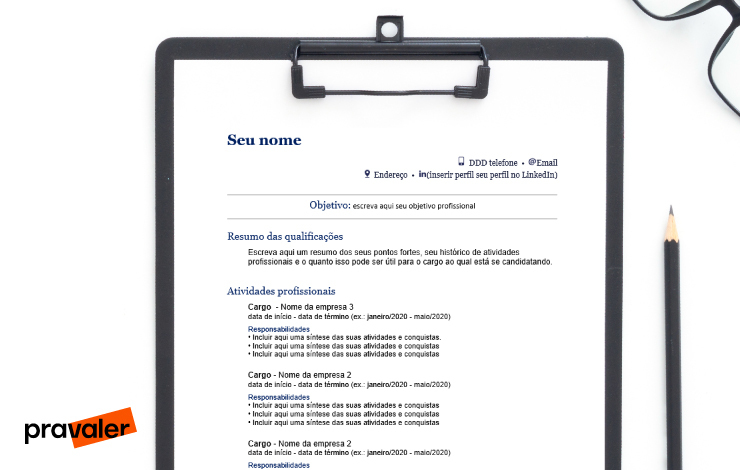 Seu nome
DDD telefone • @Email
Endereço • in(inserir perfil seu perfil no LinkedIn)
Objetivo: escreva aqui seu objetivo profissional
Resumo das qualificações
Escreva aqui um resumo dos seus pontos fortes, seu histórico de atividades
profissionais e o quanto isso pode ser útil para o cargo ao qual está se candidatando.
Atividades profissionais
Cargo - Nome da empresa 3
data de início - data de término (ex.: janeiro/2020 - maio/2020)
Responsabilidades
• Incluir aqui uma síntese das suas atividades e conquistas.
• Incluir aqui uma síntese das suas atividades e conquistas
• Incluir aqui uma síntese das suas atividades e conquistas
Cargo - Nome da empresa 2
data de início - data de término (ex.: janeiro/2020 - maio/2020)
Responsabilidades
• Incluir aqui uma síntese das suas atividades e conquistas
• Incluir aqui uma síntese das suas atividades e conquistas
• Incluir aqui uma síntese das suas atividades e conquistas
Cargo - Nome da empresa 2
data de início - data de término (ex.: janeiro/2020 - maio/2020)
Responsabilidades
pravaler